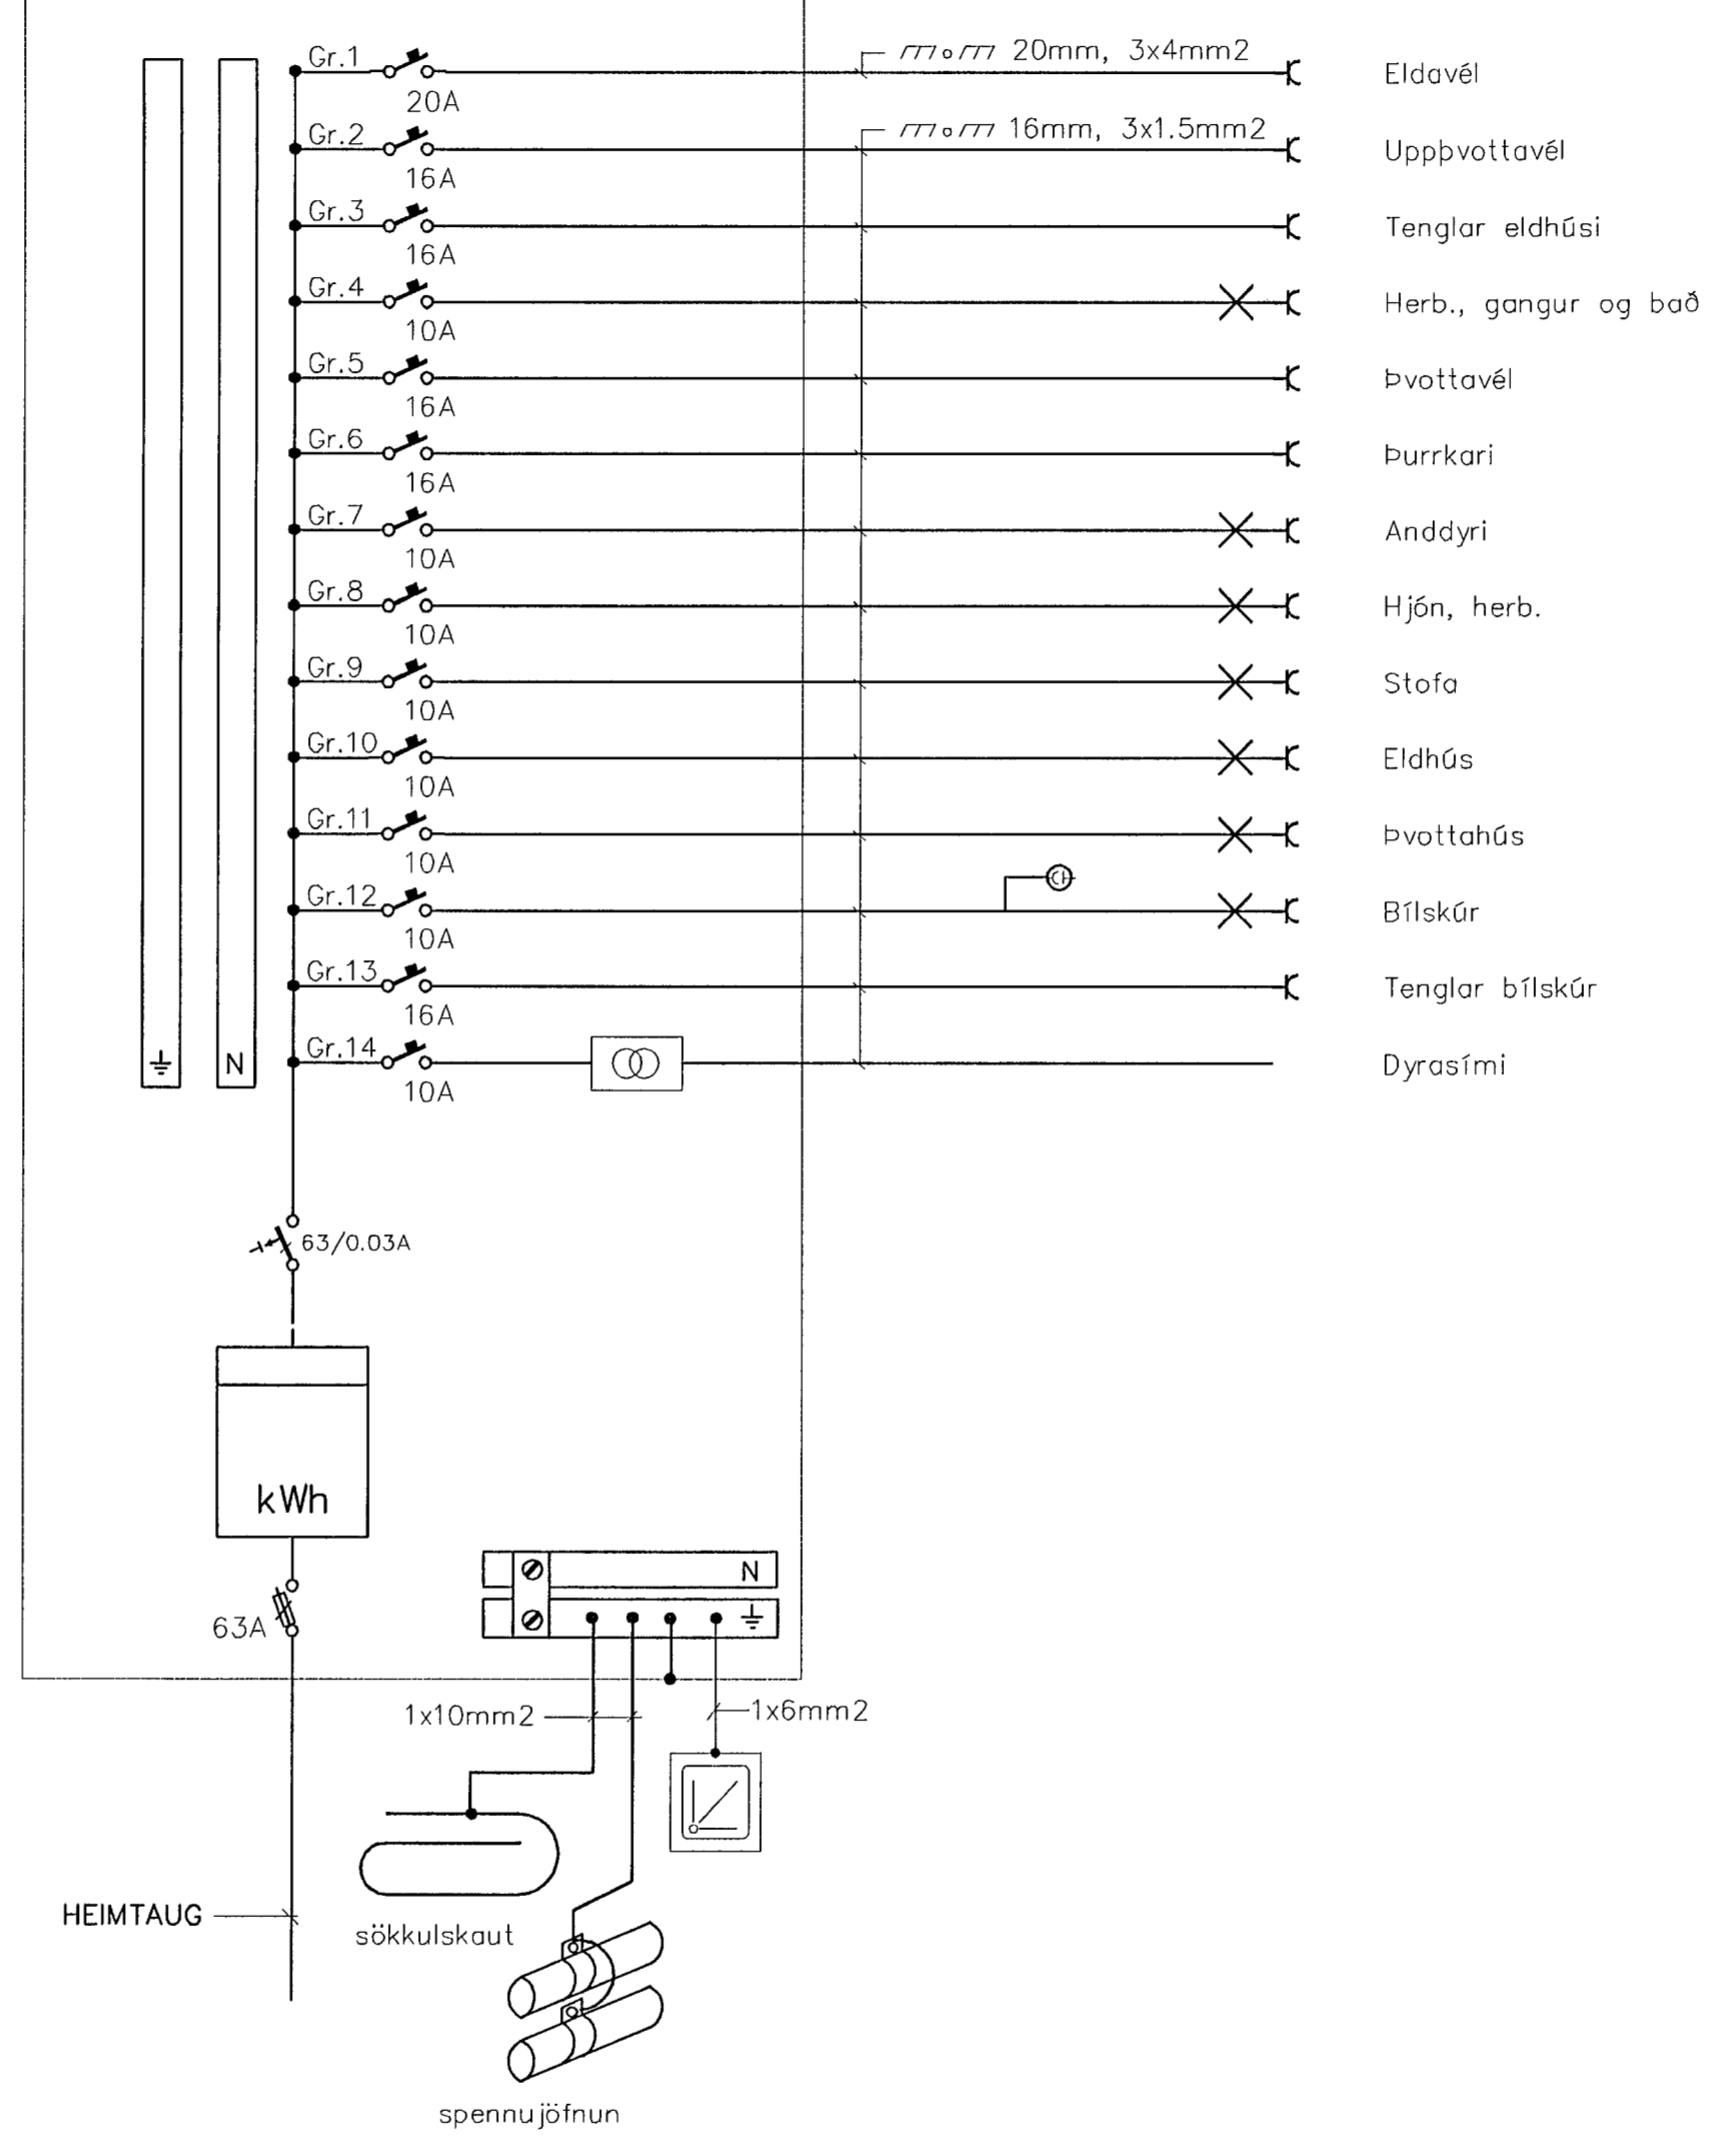 Gr.1 20mm, 3x4mm2 Eldavél
20A
Gr.2 16mm, 3x1.5mm2 Uppþvottavél
16A
Gr.3 Tenglar eldhúsi
16A
Gr.4 Herb., gangur og bað
10A
Gr.5 Þvottavél
16A
Gr.6 Þurrkari
16A
Gr.7 Anddyri
10A
Gr.8 Hjón, herb.
10A
Gr.9 Stofa
10A
Gr.10 Eldhús
10A
Gr.11 Þvottahús
10A
Gr.12 Bílskúr
10A
Gr.13 Tenglar bílskúr
16A
N Gr.14 Dyrasími
10A
63/0.03A
kWh
N
63A
1x10mm2 1x6mm2
HEIMTAUG
sökkulskaut
spennujöfnun